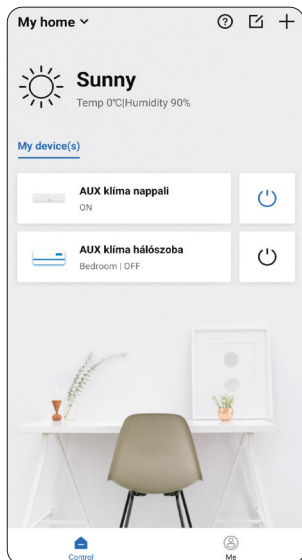 My home
Sunny
Temp 0°C|Humidity 90%
My device(s)
AUX klíma nappali
ON
AUX klíma hálószoba
Bedroom | OFF
Control
Me